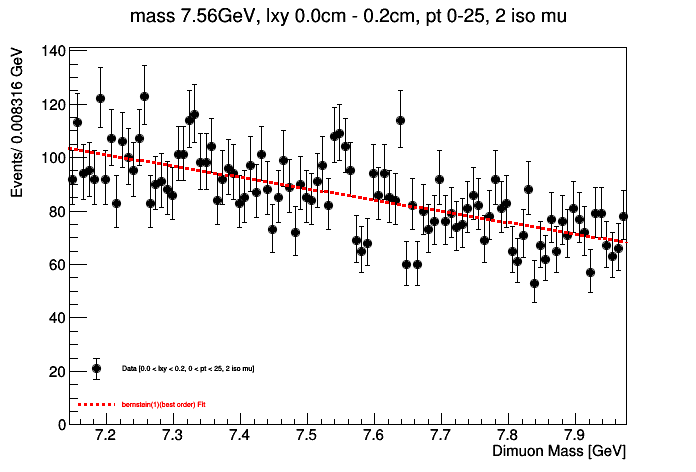 mass 7.56GeV, lxy 0.0cm - 0.2cm, pt 0-25, 2 iso mu
Events/ 0.008316 GeV
140
120
100
80
60
40
20
0
Data [0.0 < lxy < 0.2, 0 < pt < 25, 2 iso mu]
bernstein(1)(best order) Fit
7.2 7.3 7.4 7.5 7.6 7.7 7.8 7.9
Dimuon Mass [GeV]